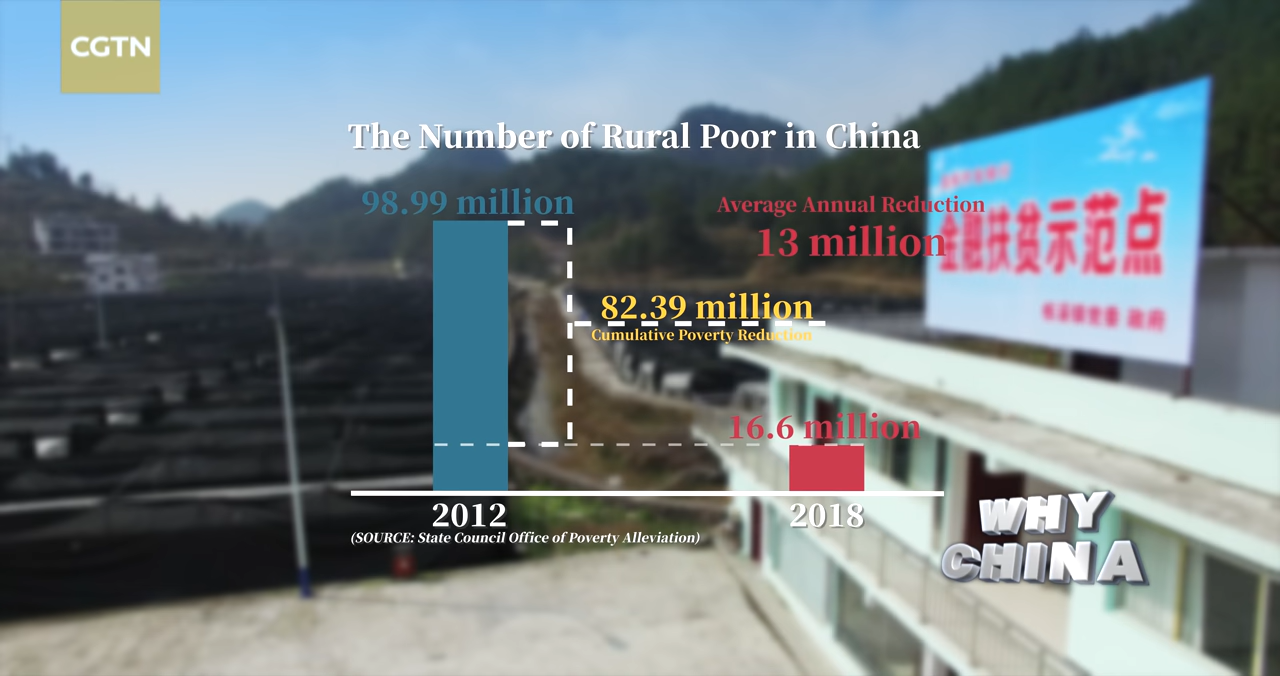 CGTN
The Number of Rural Poor in China
98.99 million
Average Annual Reduction
13 million
82.39 million
Cumulative Poverty Reduction
金融扶贫示范点
16.6 million
2012
2018
(SOURCE: State Council Office of Poverty Alleviation)
WHY
CHINA